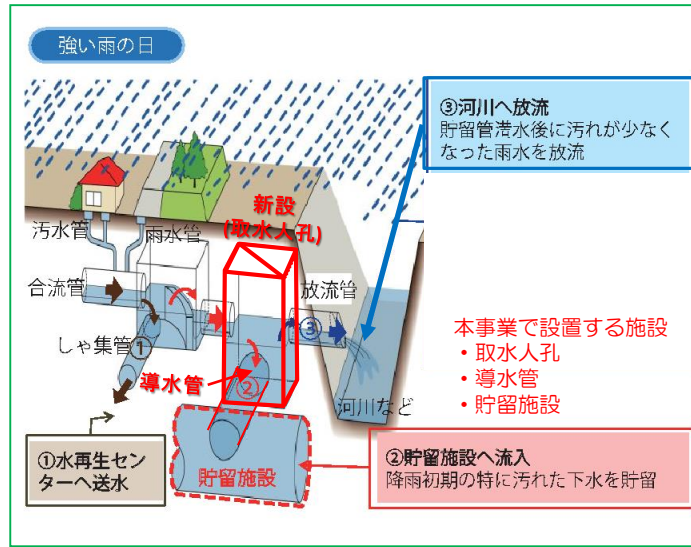 強い雨の日
③河川へ放流
貯留管滞水後に汚れが少なく
なった雨水を放流
新設
(取水人孔)
汚水管
雨水管
合流管
放流管
しゃ集管
①
③
導水管
②
河川など
貯留施設
本事業で設置する施設
・取水人孔
・導水管
・貯留施設
①水再生セン
ターへ送水
②貯留施設へ流入
降雨初期の特に汚れた下水を貯留